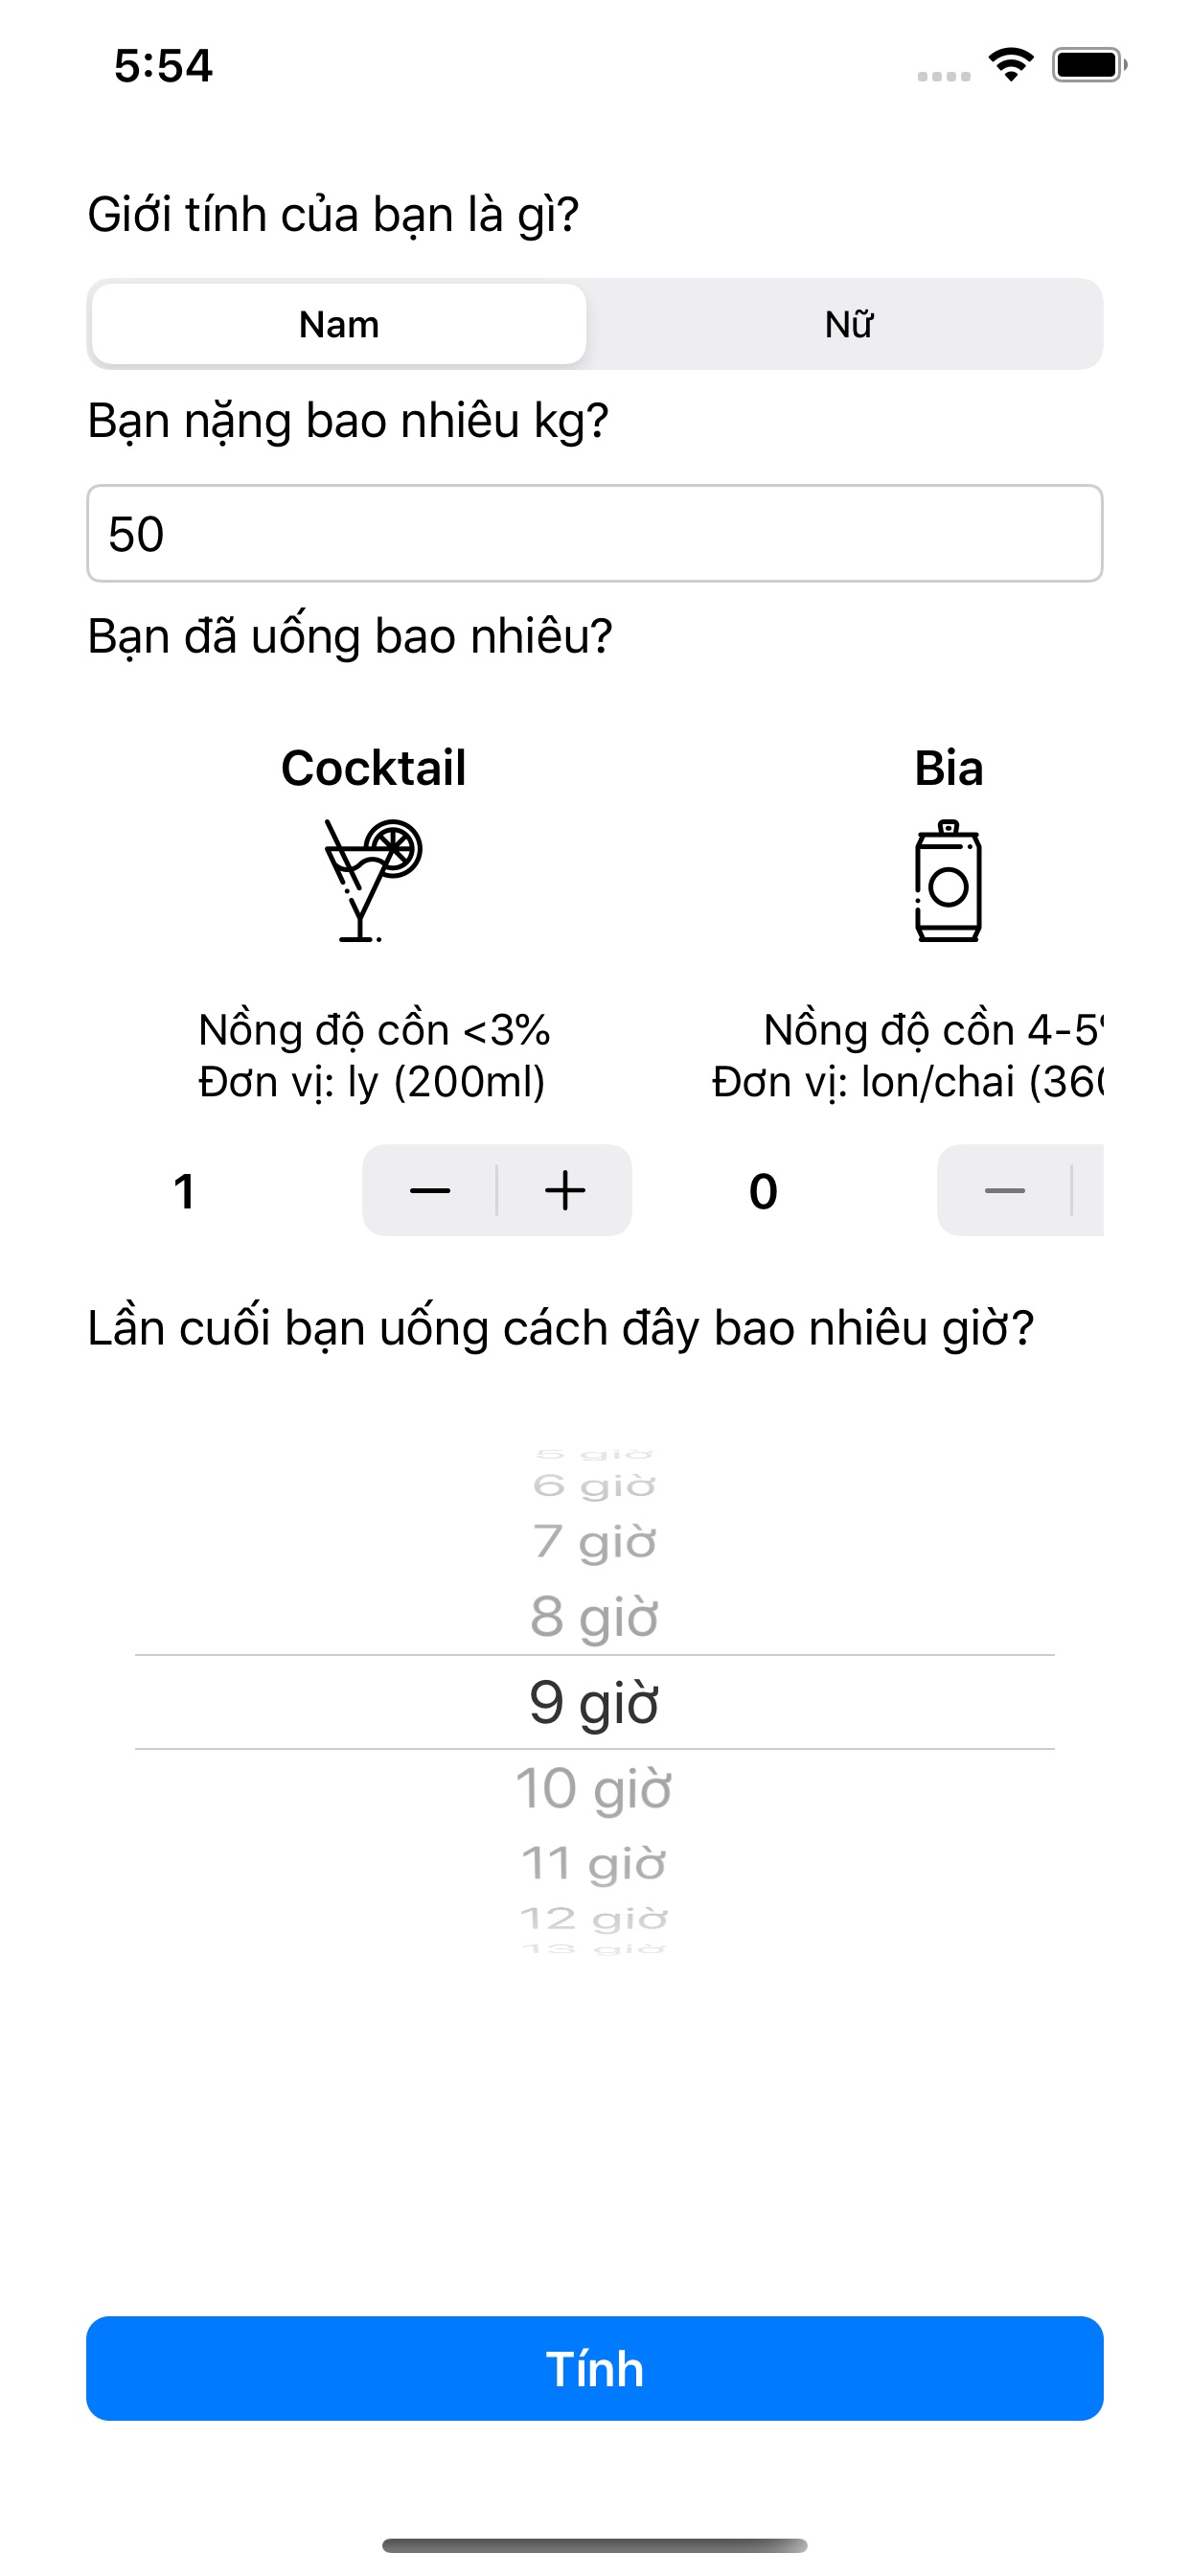 5:54
Giới tính của bạn là gì?
Nam
Nữ
Bạn nặng bao nhiêu kg?
50
Bạn đã uống bao nhiêu?
Cocktail
Nồng độ cồn <3%
Đơn vị: ly (200ml)
1
Bia
Nồng độ cồn 4-5
Đơn vị: lon/chai (36
0
Lần cuối bạn uống cách đây bao nhiêu giờ?
5 giờ
6 giờ
7 giờ
8 giờ
9 giờ
10 giờ
11 giờ
12 giờ
13 giờ
Tính